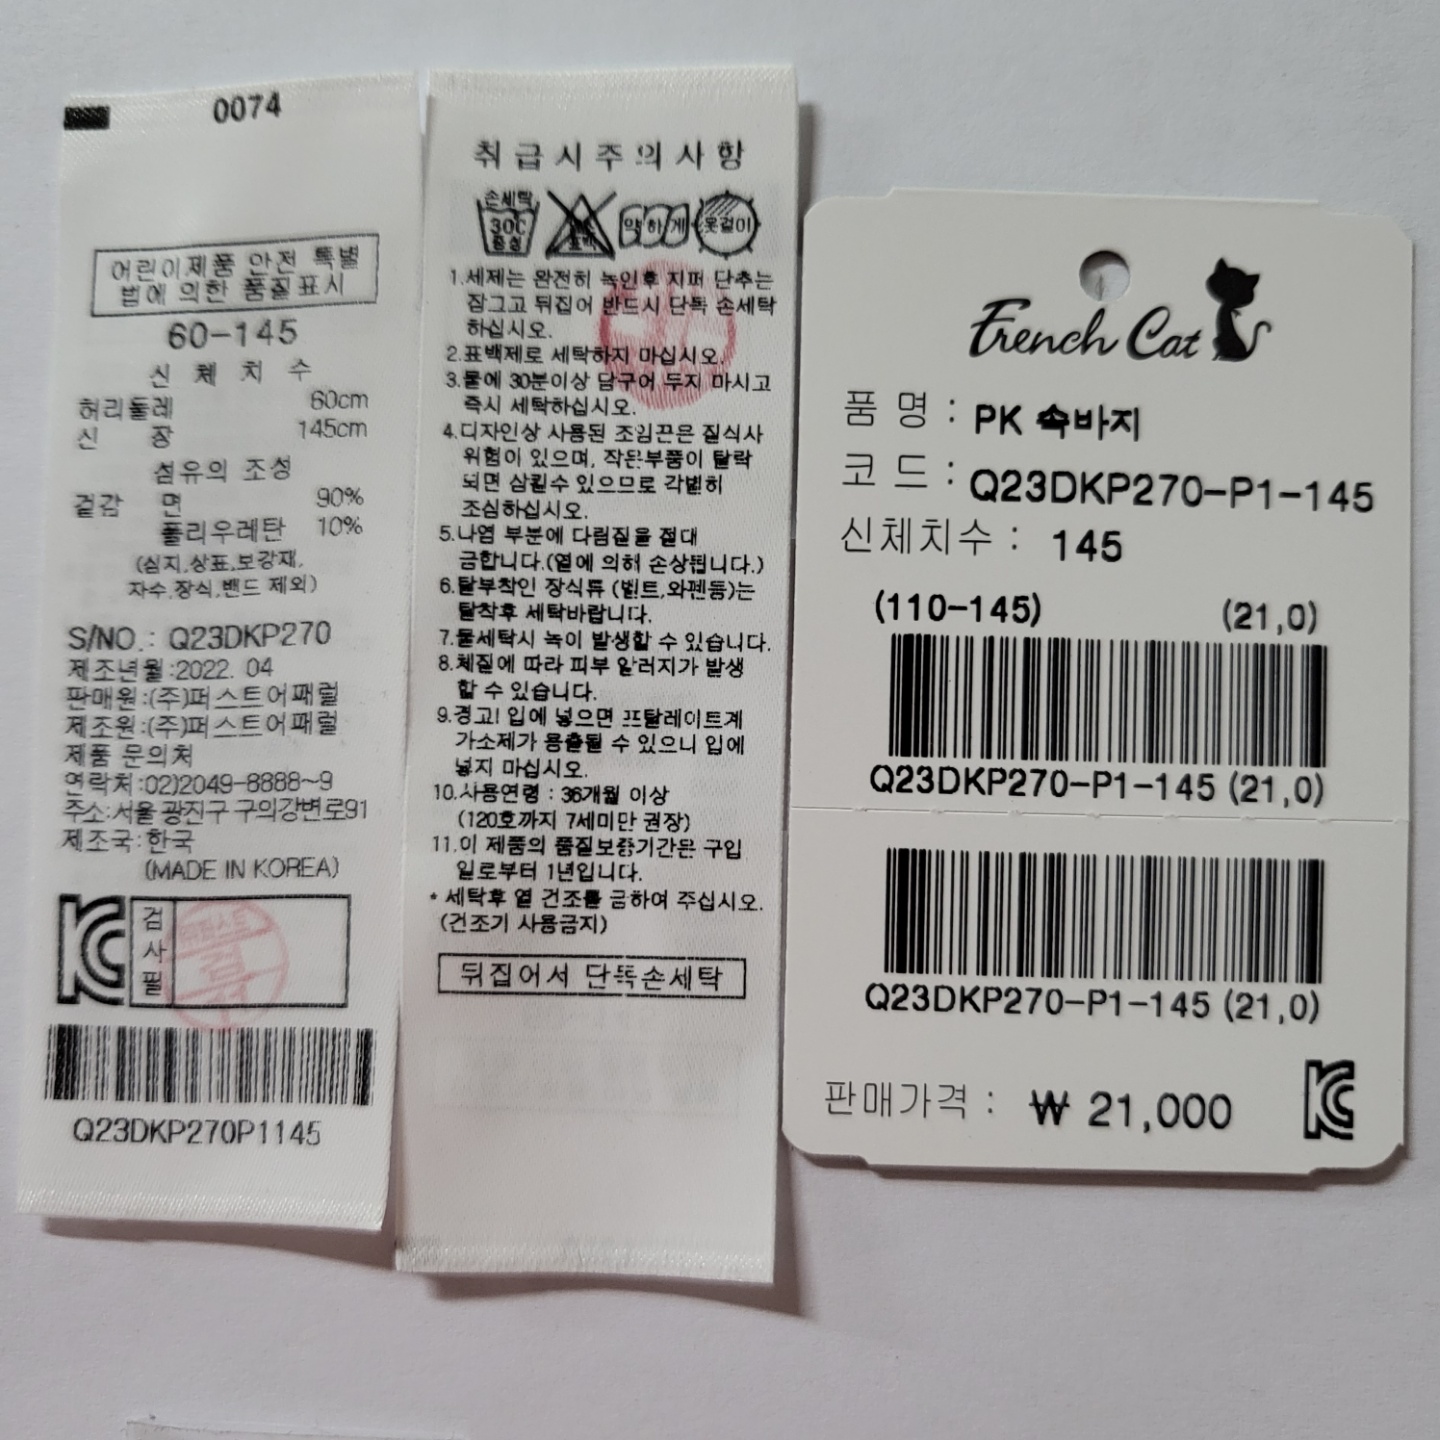 0074
어린이제품 안전 특별
법에 의한 품질표시
60-145
신 체 치 수
허리둘레 60cm
신 장 145cm
섬유의 조성
겉감 면 90%
폴리우레탄 10%
(심지,상표,보강재,
자수,장식,밴드 제외)
S/NO.: Q23DKP270
제조년월:2022. 04
판매원:(주)퍼스트어패럴
제조원:(주)퍼스트어패럴
제품 문의처
연락처:02)2049-8888~9
주소:서울 광진구 구의강변로91
제조국:한국
(MADE IN KOREA)
검
사
필
Q23DKP270P1145
취급시주의사항
손세탁
30℃
중성
약하게
옷걸이
1.세제는 완전히 녹인후 지퍼 단추는
잠그고 뒤집어 반드시 단독 손세탁
하십시오.
2.표백제로 세탁하지 마십시오.
3.물에 30분이상 담구어 두지 마시고
즉시 세탁하십시오.
4.디자인상 사용된 조임끈은 질식사
위험이 있으며, 작은부품이 탈락
되면 삼킬수 있으므로 각별히
조심하십시오.
5.나염 부분에 다림질을 절대
금합니다.(열에 의해 손상됩니다.)
6.탈부착인 장식류 (벨트,와펜등)는
탈착후 세탁바랍니다.
7.물세탁시 녹이 발생할 수 있습니다.
8.체질에 따라 피부 알러지가 발생
할 수 있습니다.
9.경고! 입에 넣으면 프탈레이트계
가소제가 용출될 수 있으니 입에
넣지 마십시오.
10.사용연령 : 36개월 이상
(120호까지 7세미만 권장)
11.이 제품의 품질보증기간은 구입
일로부터 1년입니다.
* 세탁후 열 건조를 금하여 주십시오.
(건조기 사용금지)
뒤집어서 단독손세탁
French Cat
품 명 : PK 속바지
코 드 : Q23DKP270-P1-145
신체치수 : 145
(110-145) (21,0)
Q23DKP270-P1-145 (21,0)
Q23DKP270-P1-145 (21,0)
판매가격 : ₩ 21,000